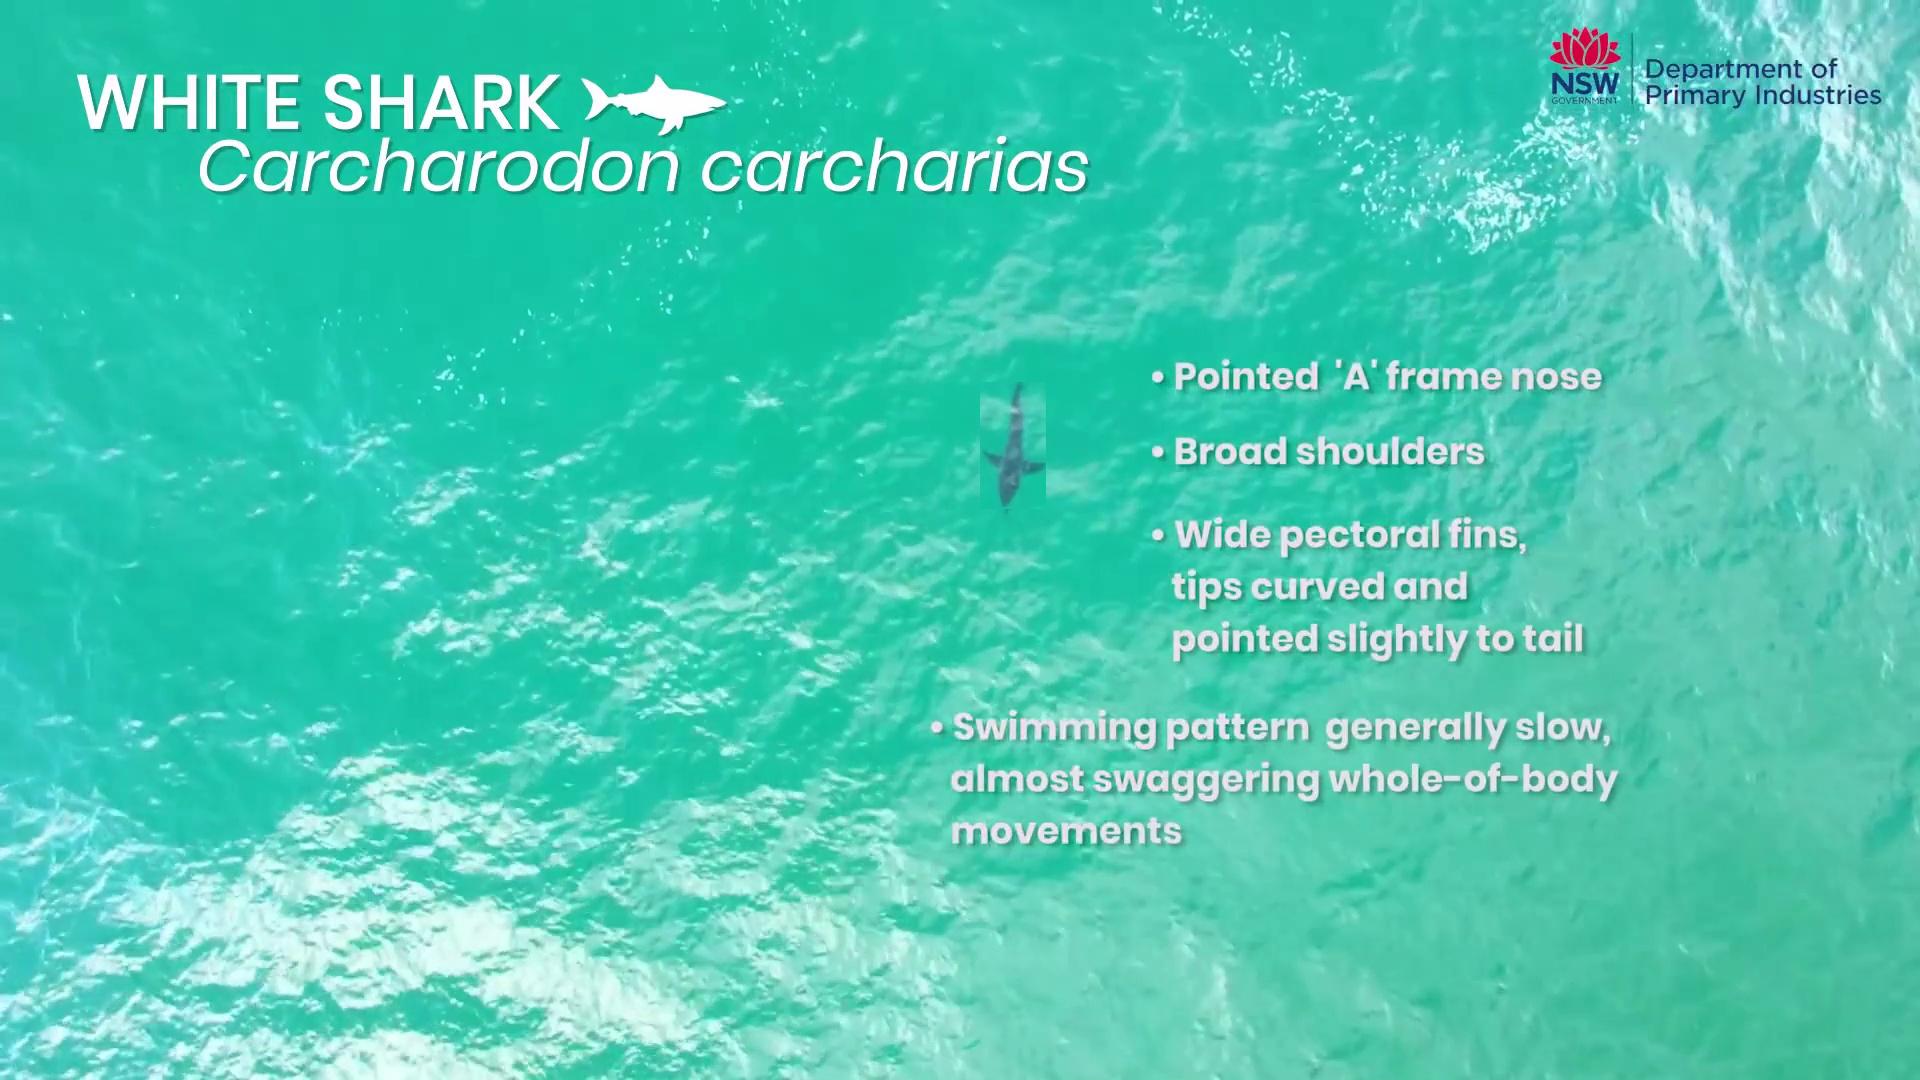 WHITE SHARK
Carcharodon carcharias
NSW
GOVERNMENT
Department of
Primary Industries
• Pointed 'A' frame nose
• Broad shoulders
• Wide pectoral fins,
tips curved and
pointed slightly to tail
• Swimming pattern generally slow,
almost swaggering whole-of-body
movements